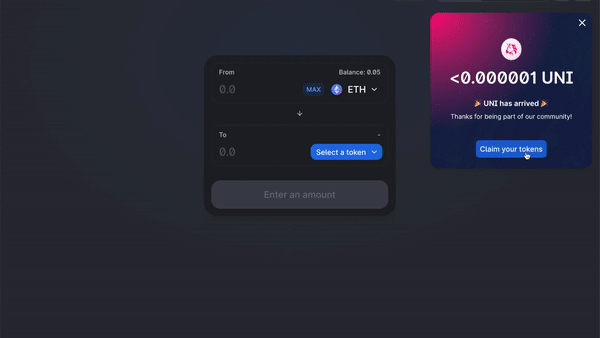 From
Balance: 0.05
0.0
MAX
ETH
To
-
0.0
Select a token
Enter an amount
<0.000001 UNI
🎉 UNI has arrived 🎉
Thanks for being part of our community!
Claim your tokens